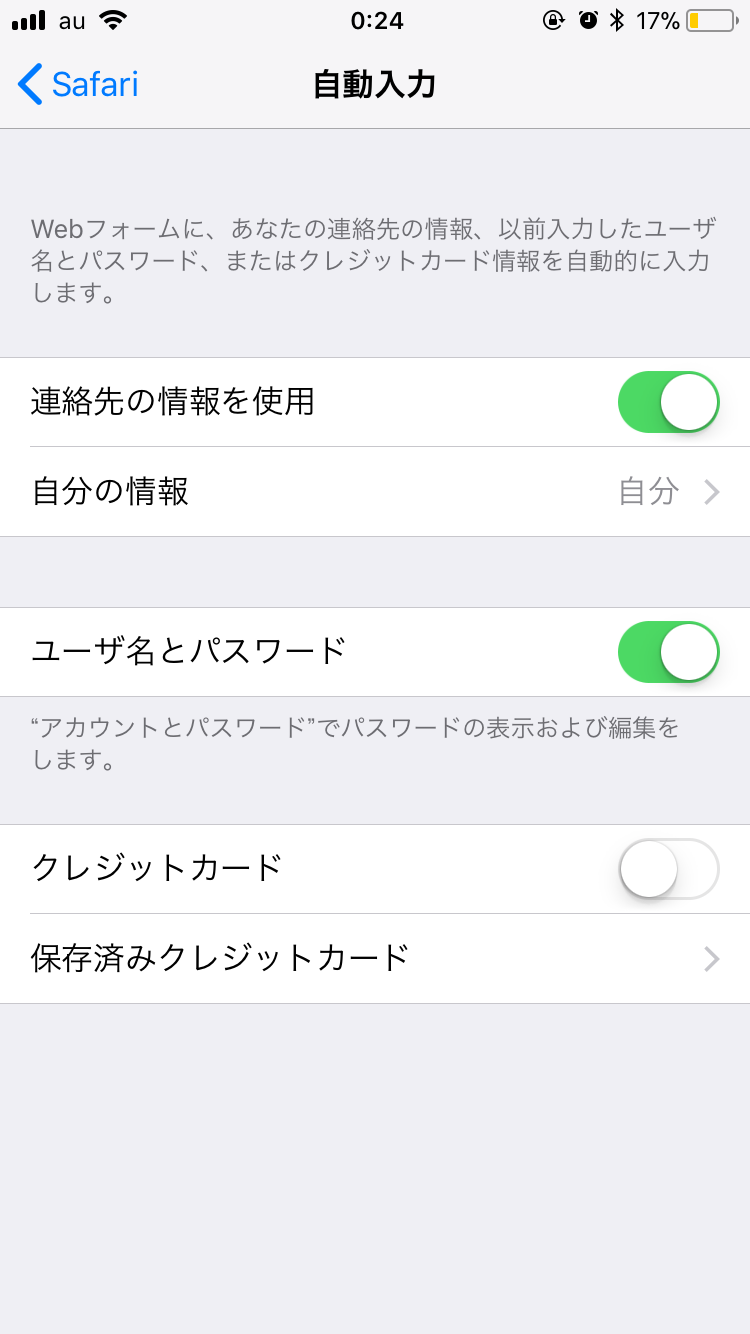 au 0:24 17%
Safari 自動入力
Webフォームに、あなたの連絡先の情報、以前入力したユーザ
名とパスワード、またはクレジットカード情報を自動的に入力
します。
連絡先の情報を使用
自分の情報 自分
ユーザ名とパスワード
“アカウントとパスワード”でパスワードの表示および編集を
します。
クレジットカード
保存済みクレジットカード